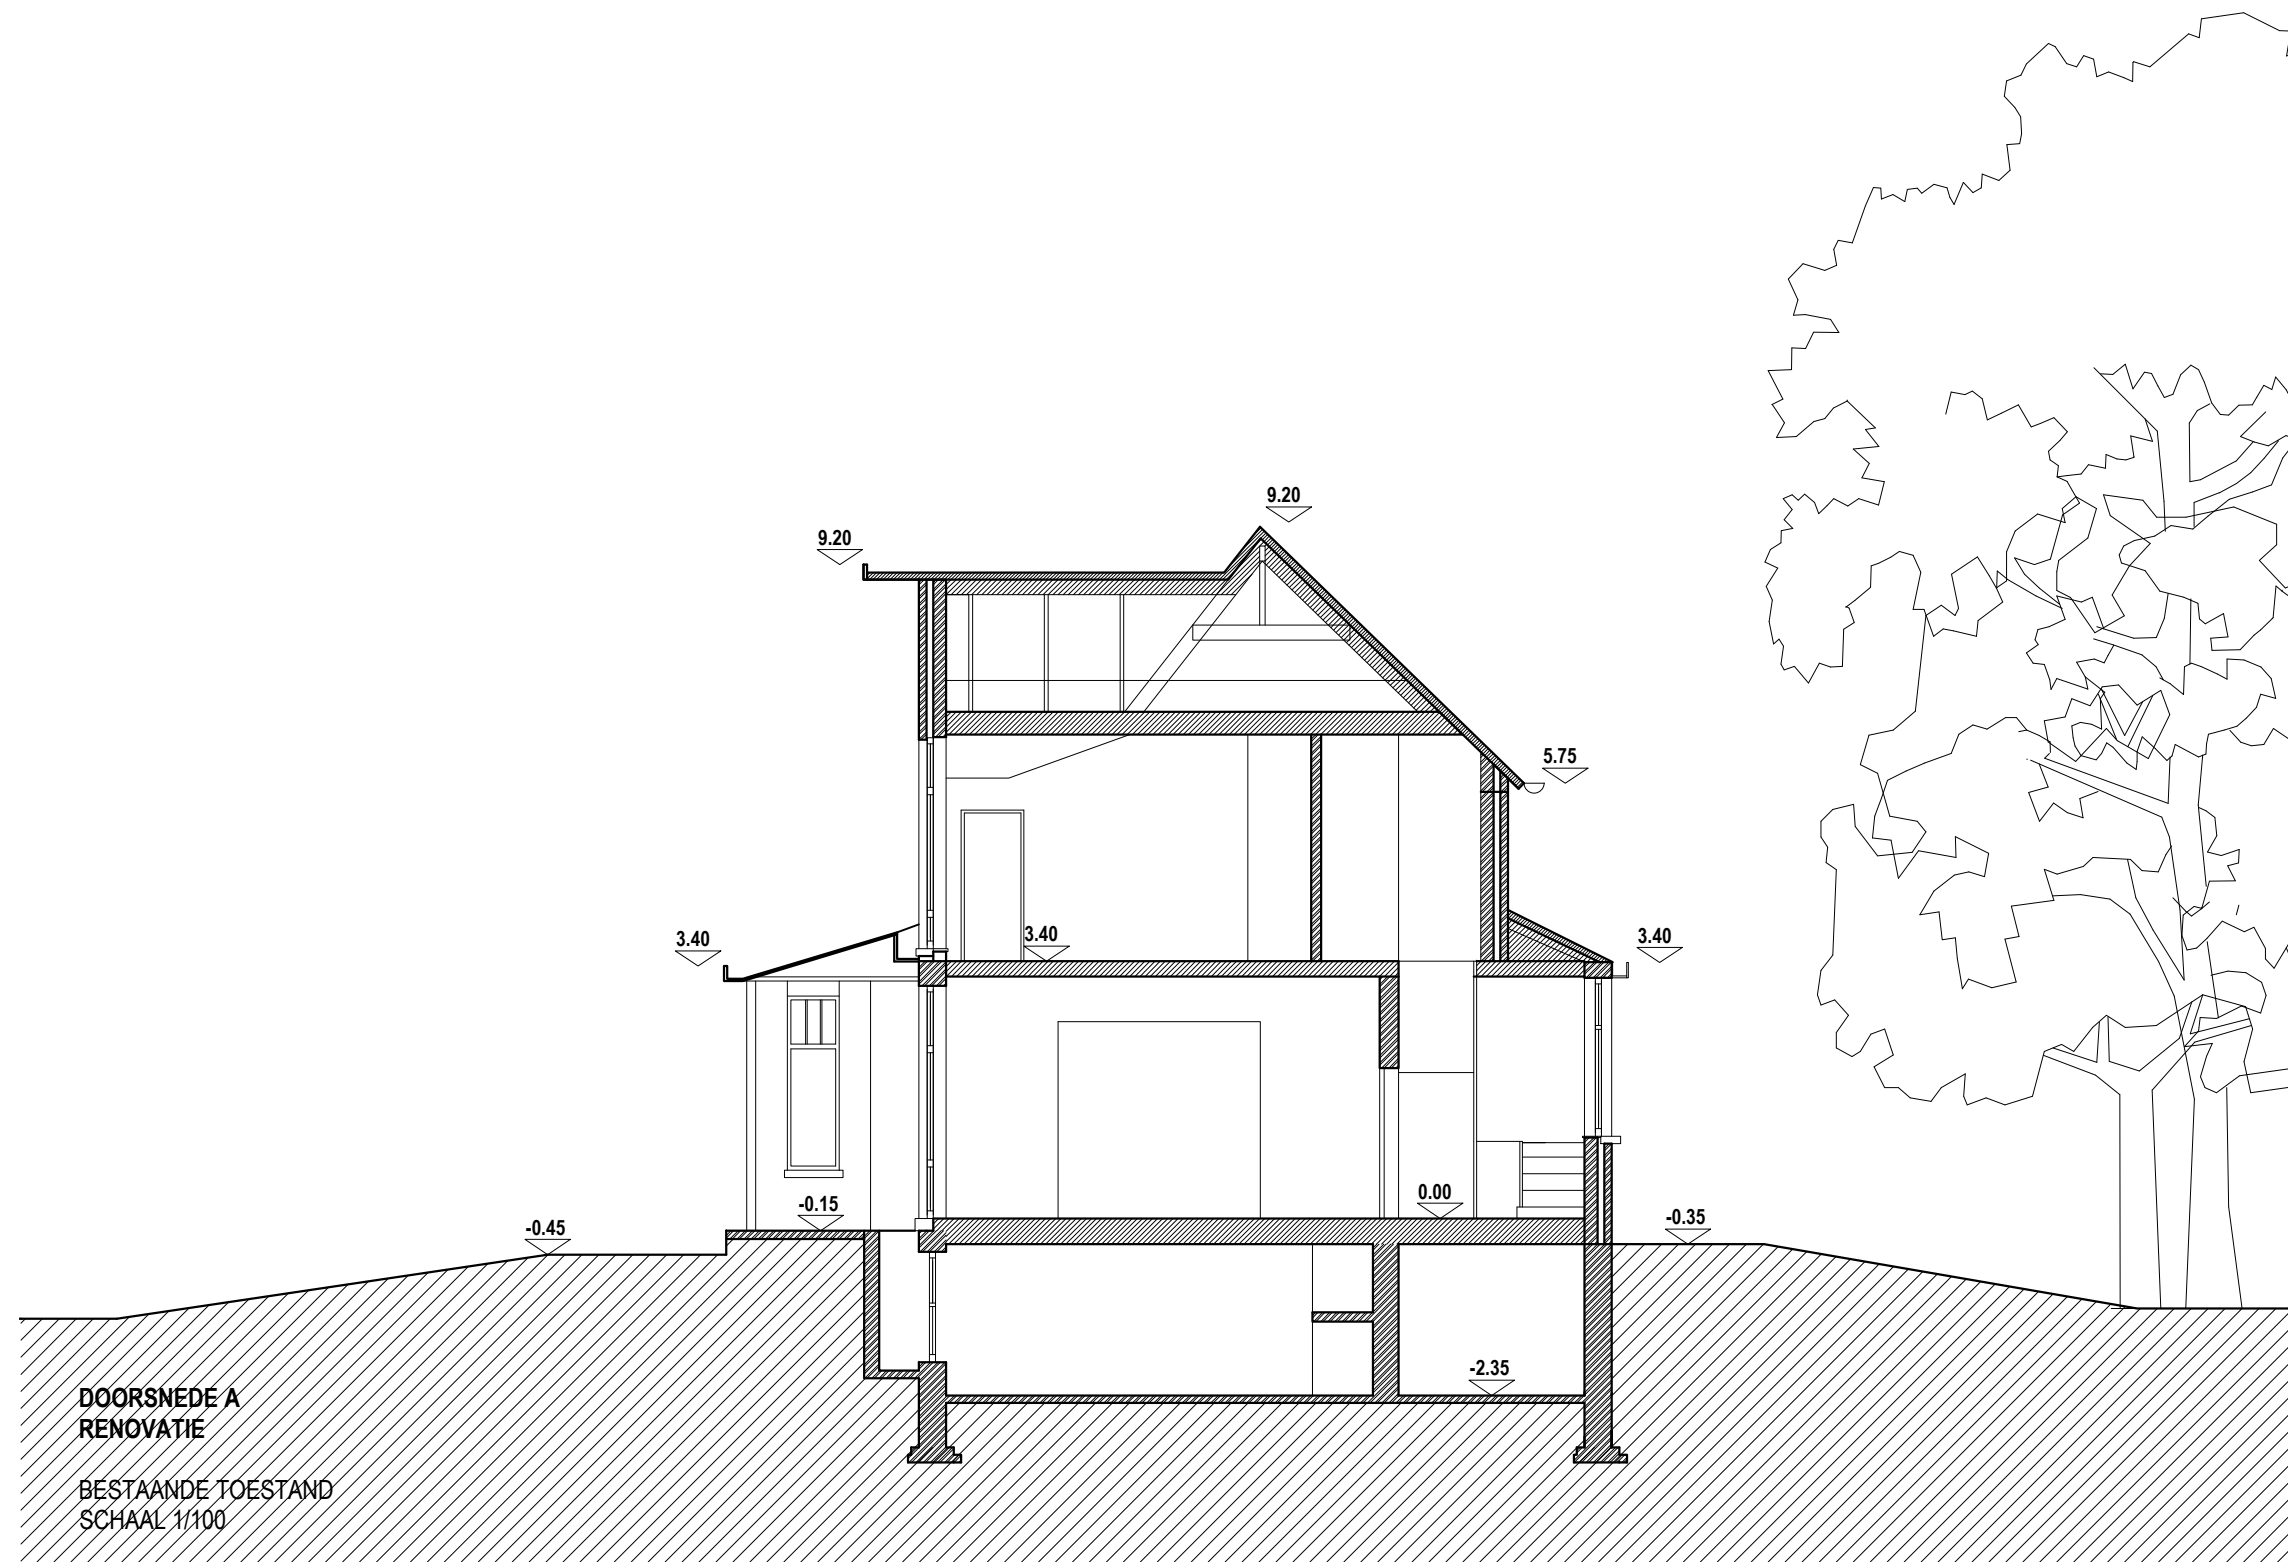 9.20
9.20
5.75
3.40
3.40
3.40
-0.45
-0.15
0.00
-0.35
-2.35
DOORSNEDE A
RENOVATIE
BESTAANDE TOESTAND
SCHAAL 1/100